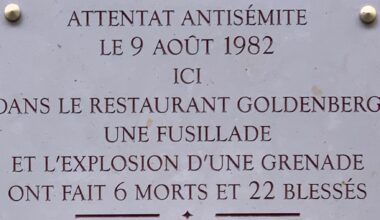 ATTENTAT ANTISÉMITE
LE 9 AOÛT 1982
ICI
DANS LE RESTAURANT GOLDENBERG
UNE FUSILLADE
ET L'EXPLOSION D'UNE GRENADE
ONT FAIT 6 MORTS ET 22 BLESSÉS